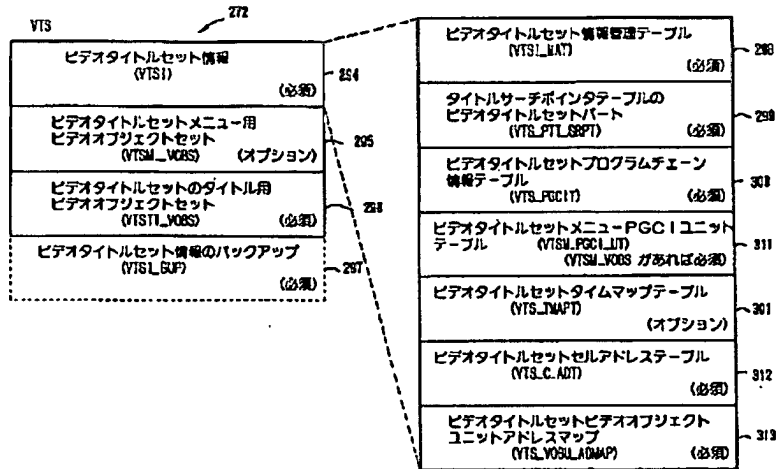 VTS
272
ビデオタイトルセット情報
(VTSI)
(必須)
294
ビデオタイトルセットメニュー用
ビデオオブジェクトセット
(VTSM_VOBS) (オプション)
295
ビデオタイトルセットのタイトル用
ビデオオブジェクトセット
(VTSTT_VOBS) (必須)
ビデオタイトルセット情報のバックアップ
(VTSI_BUP)
(必須)
297
ビデオタイトルセット情報管理テーブル
(VTSI_MAT)
(必須)
タイトルサーチポインタテーブルの
ビデオタイトルセットパート
(VTS_PTT_SRPT) (必須)
ビデオタイトルセットプログラムチェーン
情報テーブル
(VTS_PGCIT) (必須)
ビデオタイトルセットメニューPGCIユニット
テーブル (VTSM_PGCI_UT)
(VTSM_VOBS があれば必須)
311
ビデオタイトルセットタイムマップテーブル
(VTS_TMAPT)
(オプション)
301
ビデオタイトルセットセルアドレステーブル
(VTS_C_ADT)
(必須)
312
ビデオタイトルセットビデオオブジェクト
ユニットアドレスマップ
(VTS_VOBU_ADMAP) (必須)
313